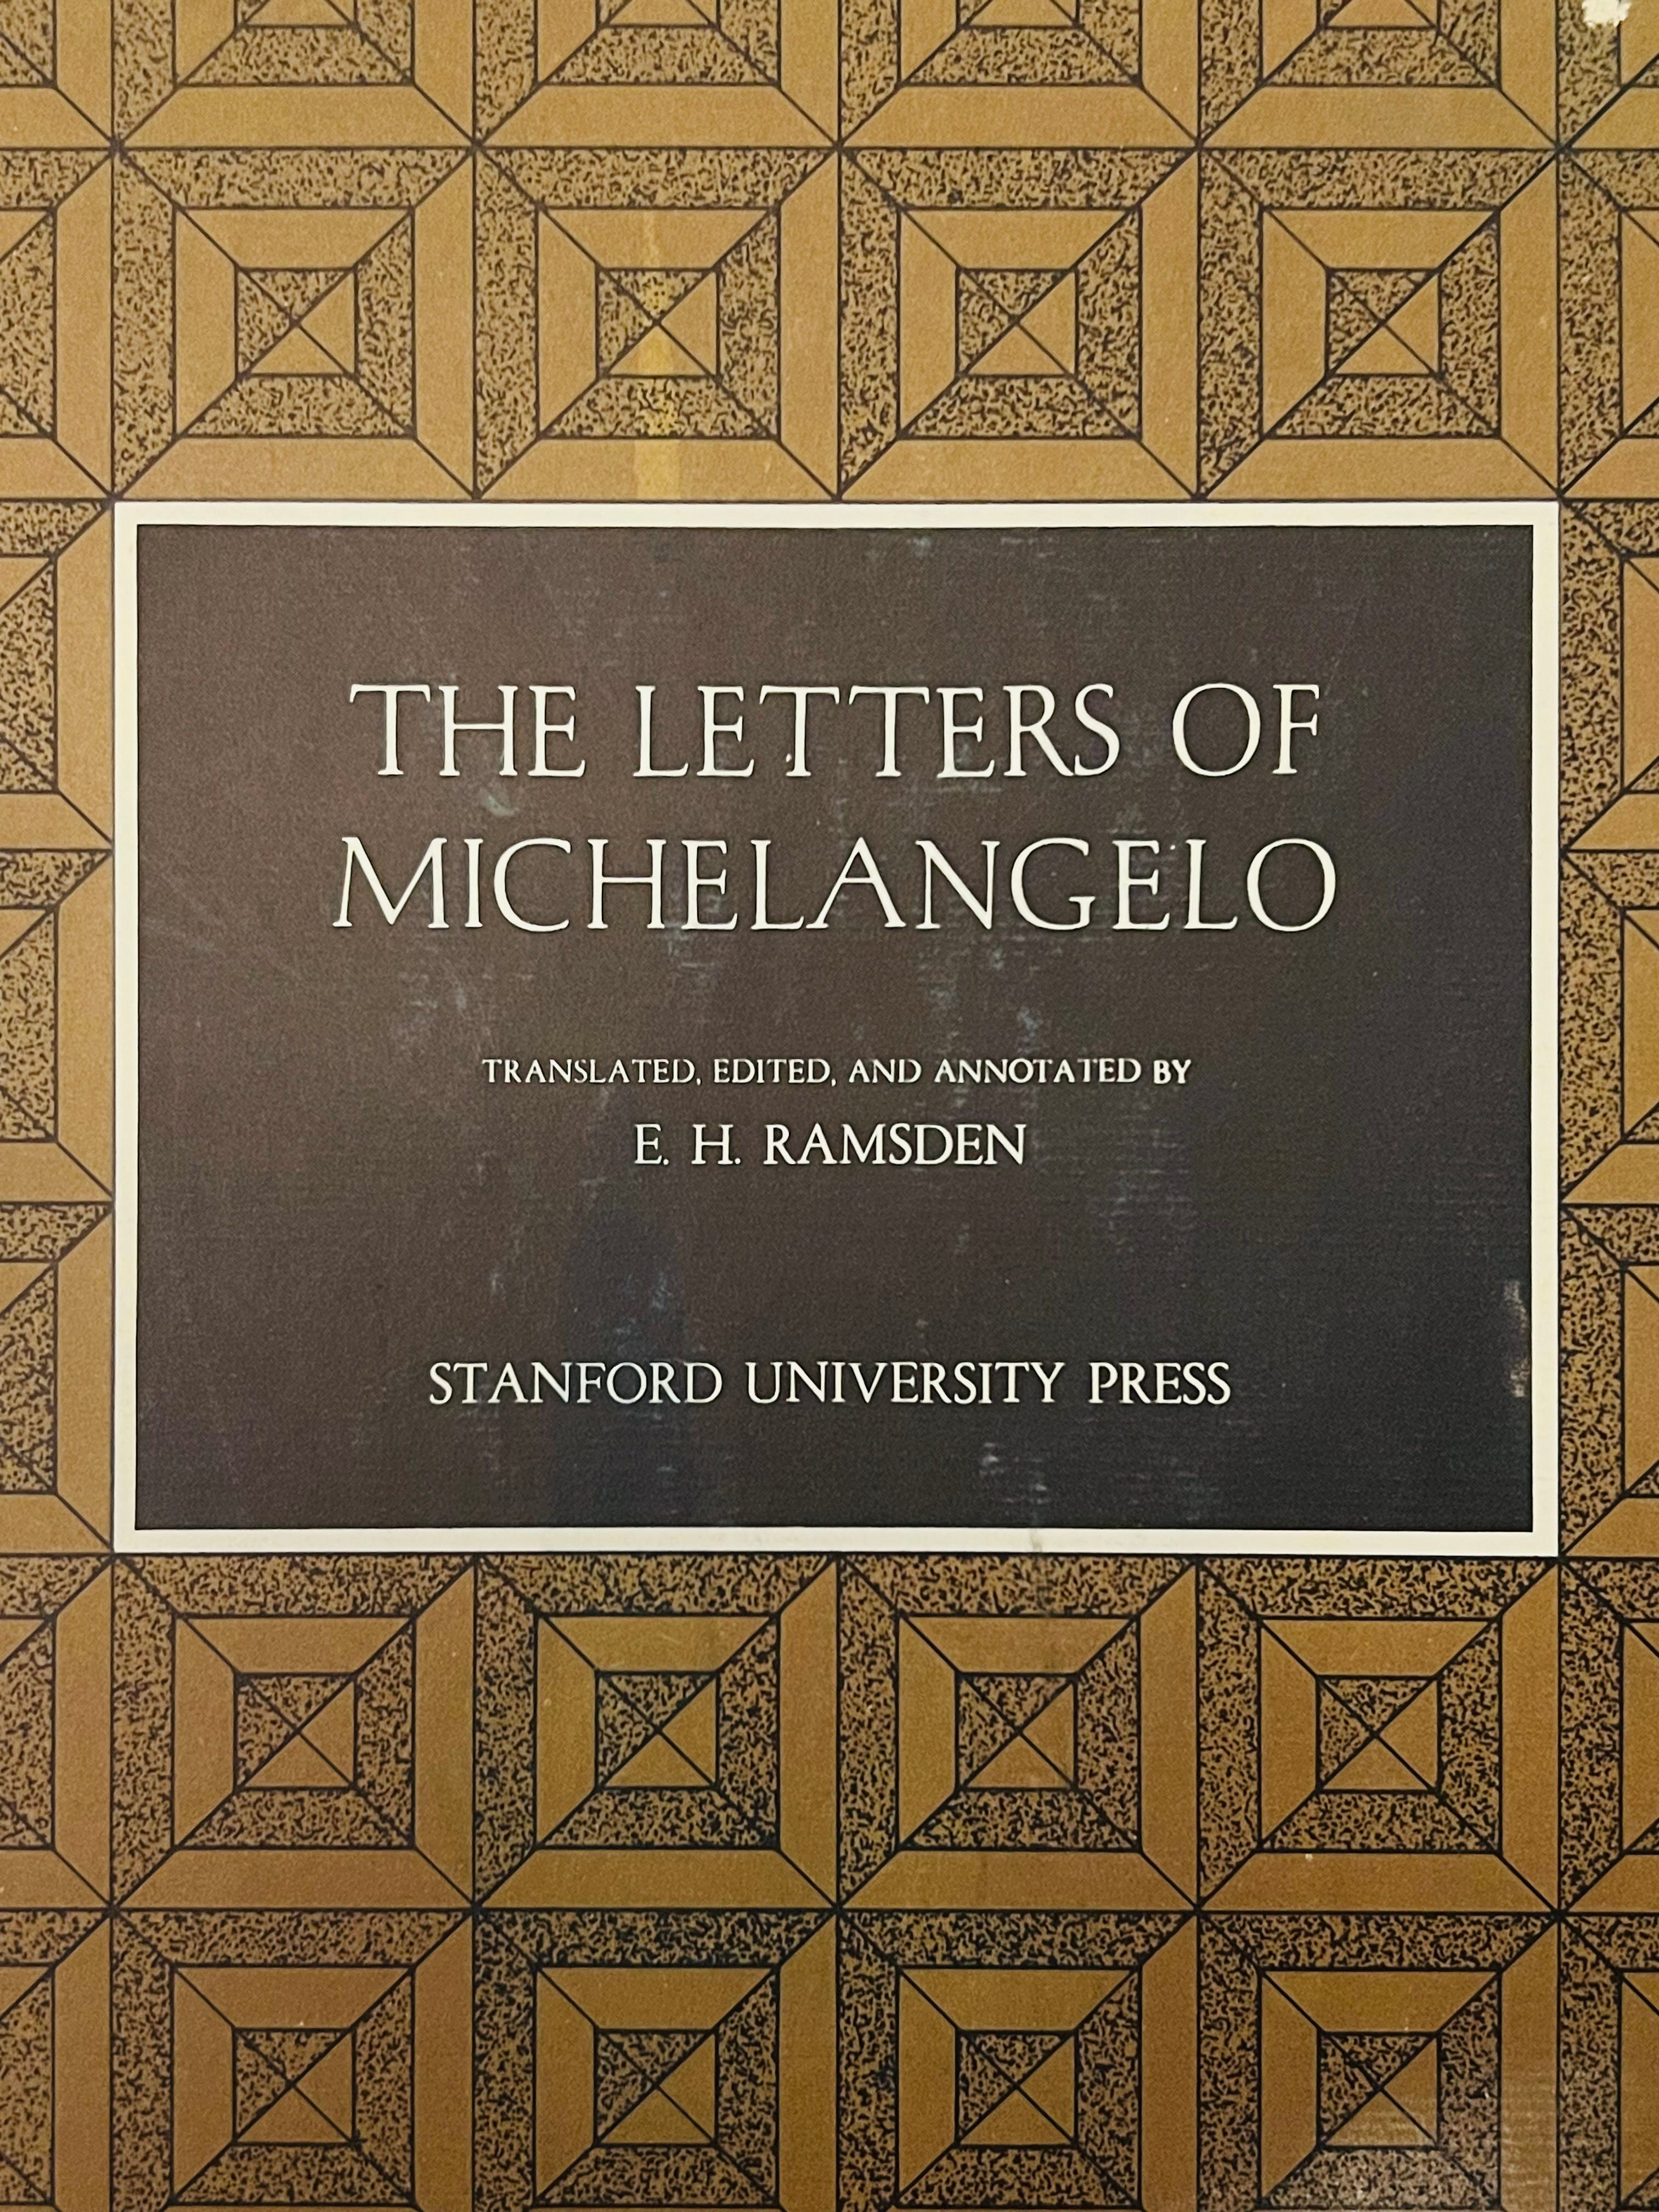 THE LETTERS OF
MICHELANGELO
TRANSLATED, EDITED, AND ANNOTATED BY
E. H. RAMSDEN
STANFORD UNIVERSITY PRESS